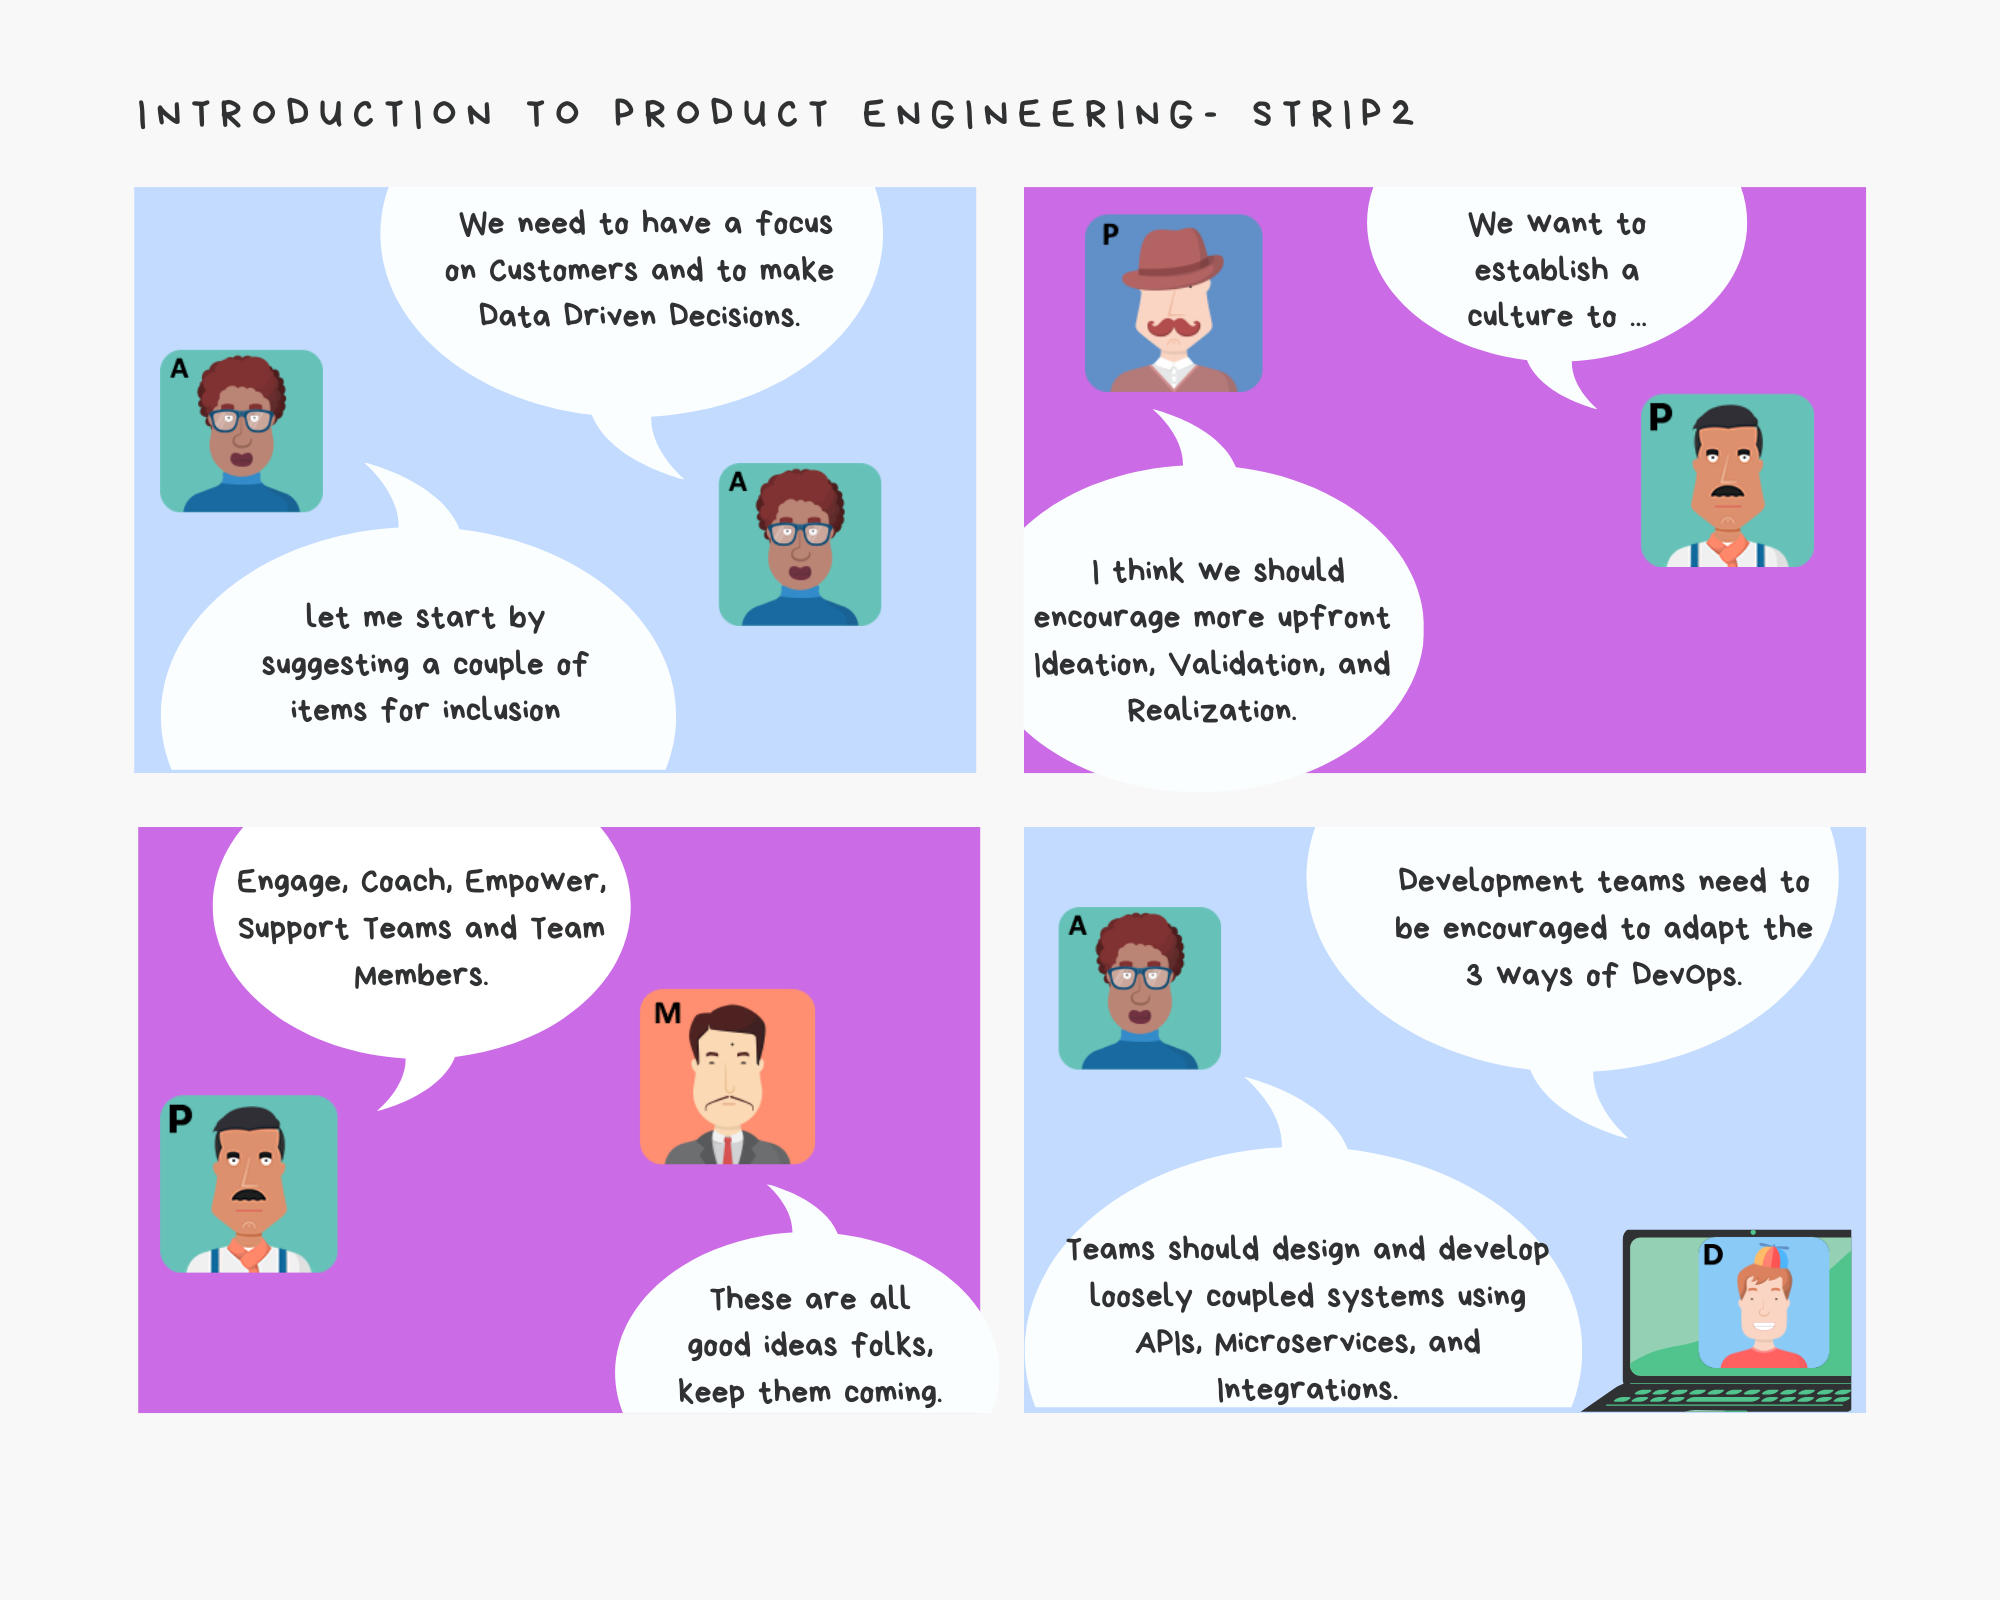 INTRODUCTION TO PRODUCT ENGINEERING- STRIP2
We need to have a focus
on Customers and to make
Data Driven Decisions.
A
A
let me start by
suggesting a couple of
items for inclusion
P
We want to
establish a
culture to ...
P
I think we should
encourage more upfront
Ideation, Validation, and
Realization.
Engage, Coach, Empower,
Support Teams and Team
Members.
M
P
These are all
good ideas folks,
keep them coming.
Development teams need to
be encouraged to adapt the
3 ways of DevOps.
A
Teams should design and develop
loosely coupled systems using
APIs, Microservices, and
Integrations.
D